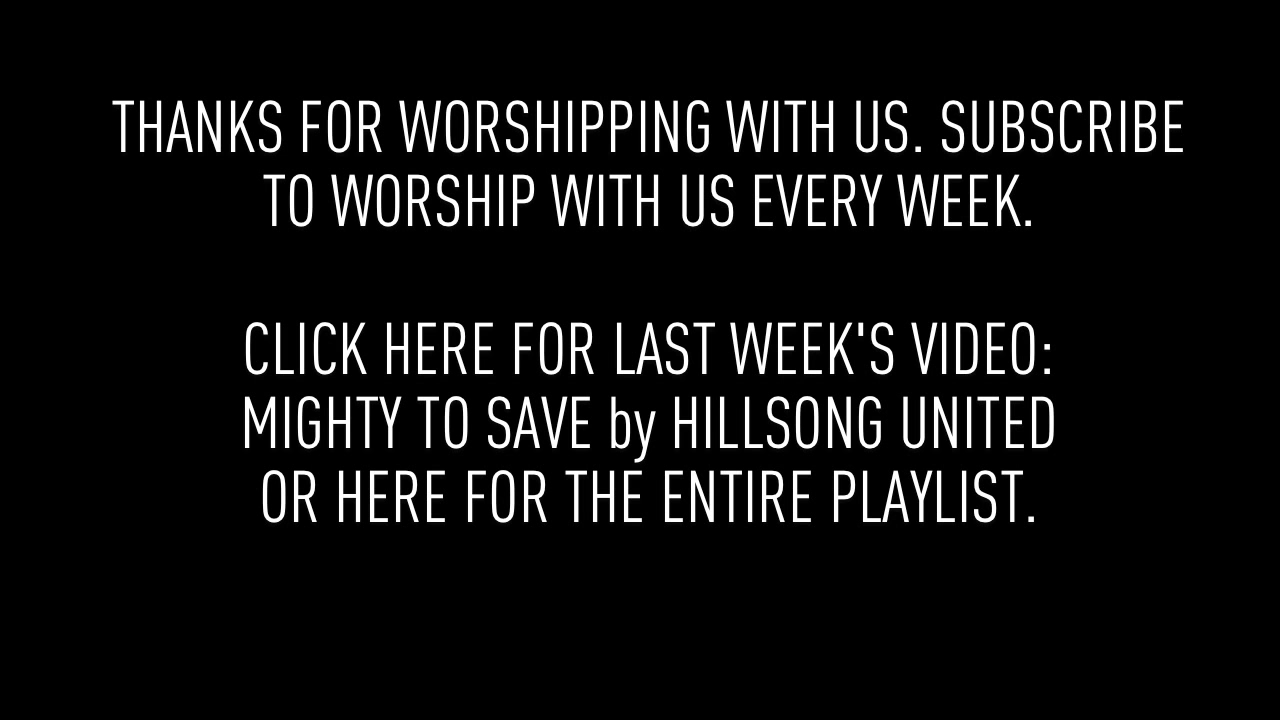 THANKS FOR WORSHIPPING WITH US. SUBSCRIBE
TO WORSHIP WITH US EVERY WEEK.
CLICK HERE FOR LAST WEEK'S VIDEO:
MIGHTY TO SAVE by HILLSONG UNITED
OR HERE FOR THE ENTIRE PLAYLIST.